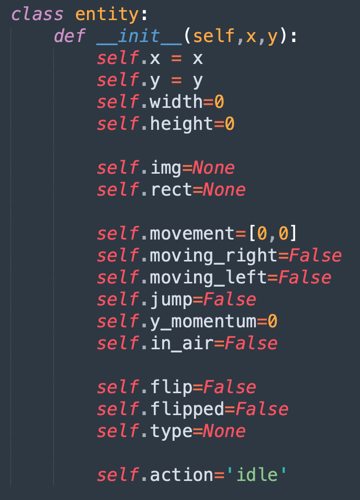 class entity:
def __init__(self,x,y):
self.x = x
self.y = y
self.width=0
self.height=0
self.img=None
self.rect=None
self.movement=[0,0]
self.moving_right=False
self.moving_left=False
self.jump=False
self.y_momentum=0
self.in_air=False
self.flip=False
self.flipped=False
self.type=None
self.action='idle'